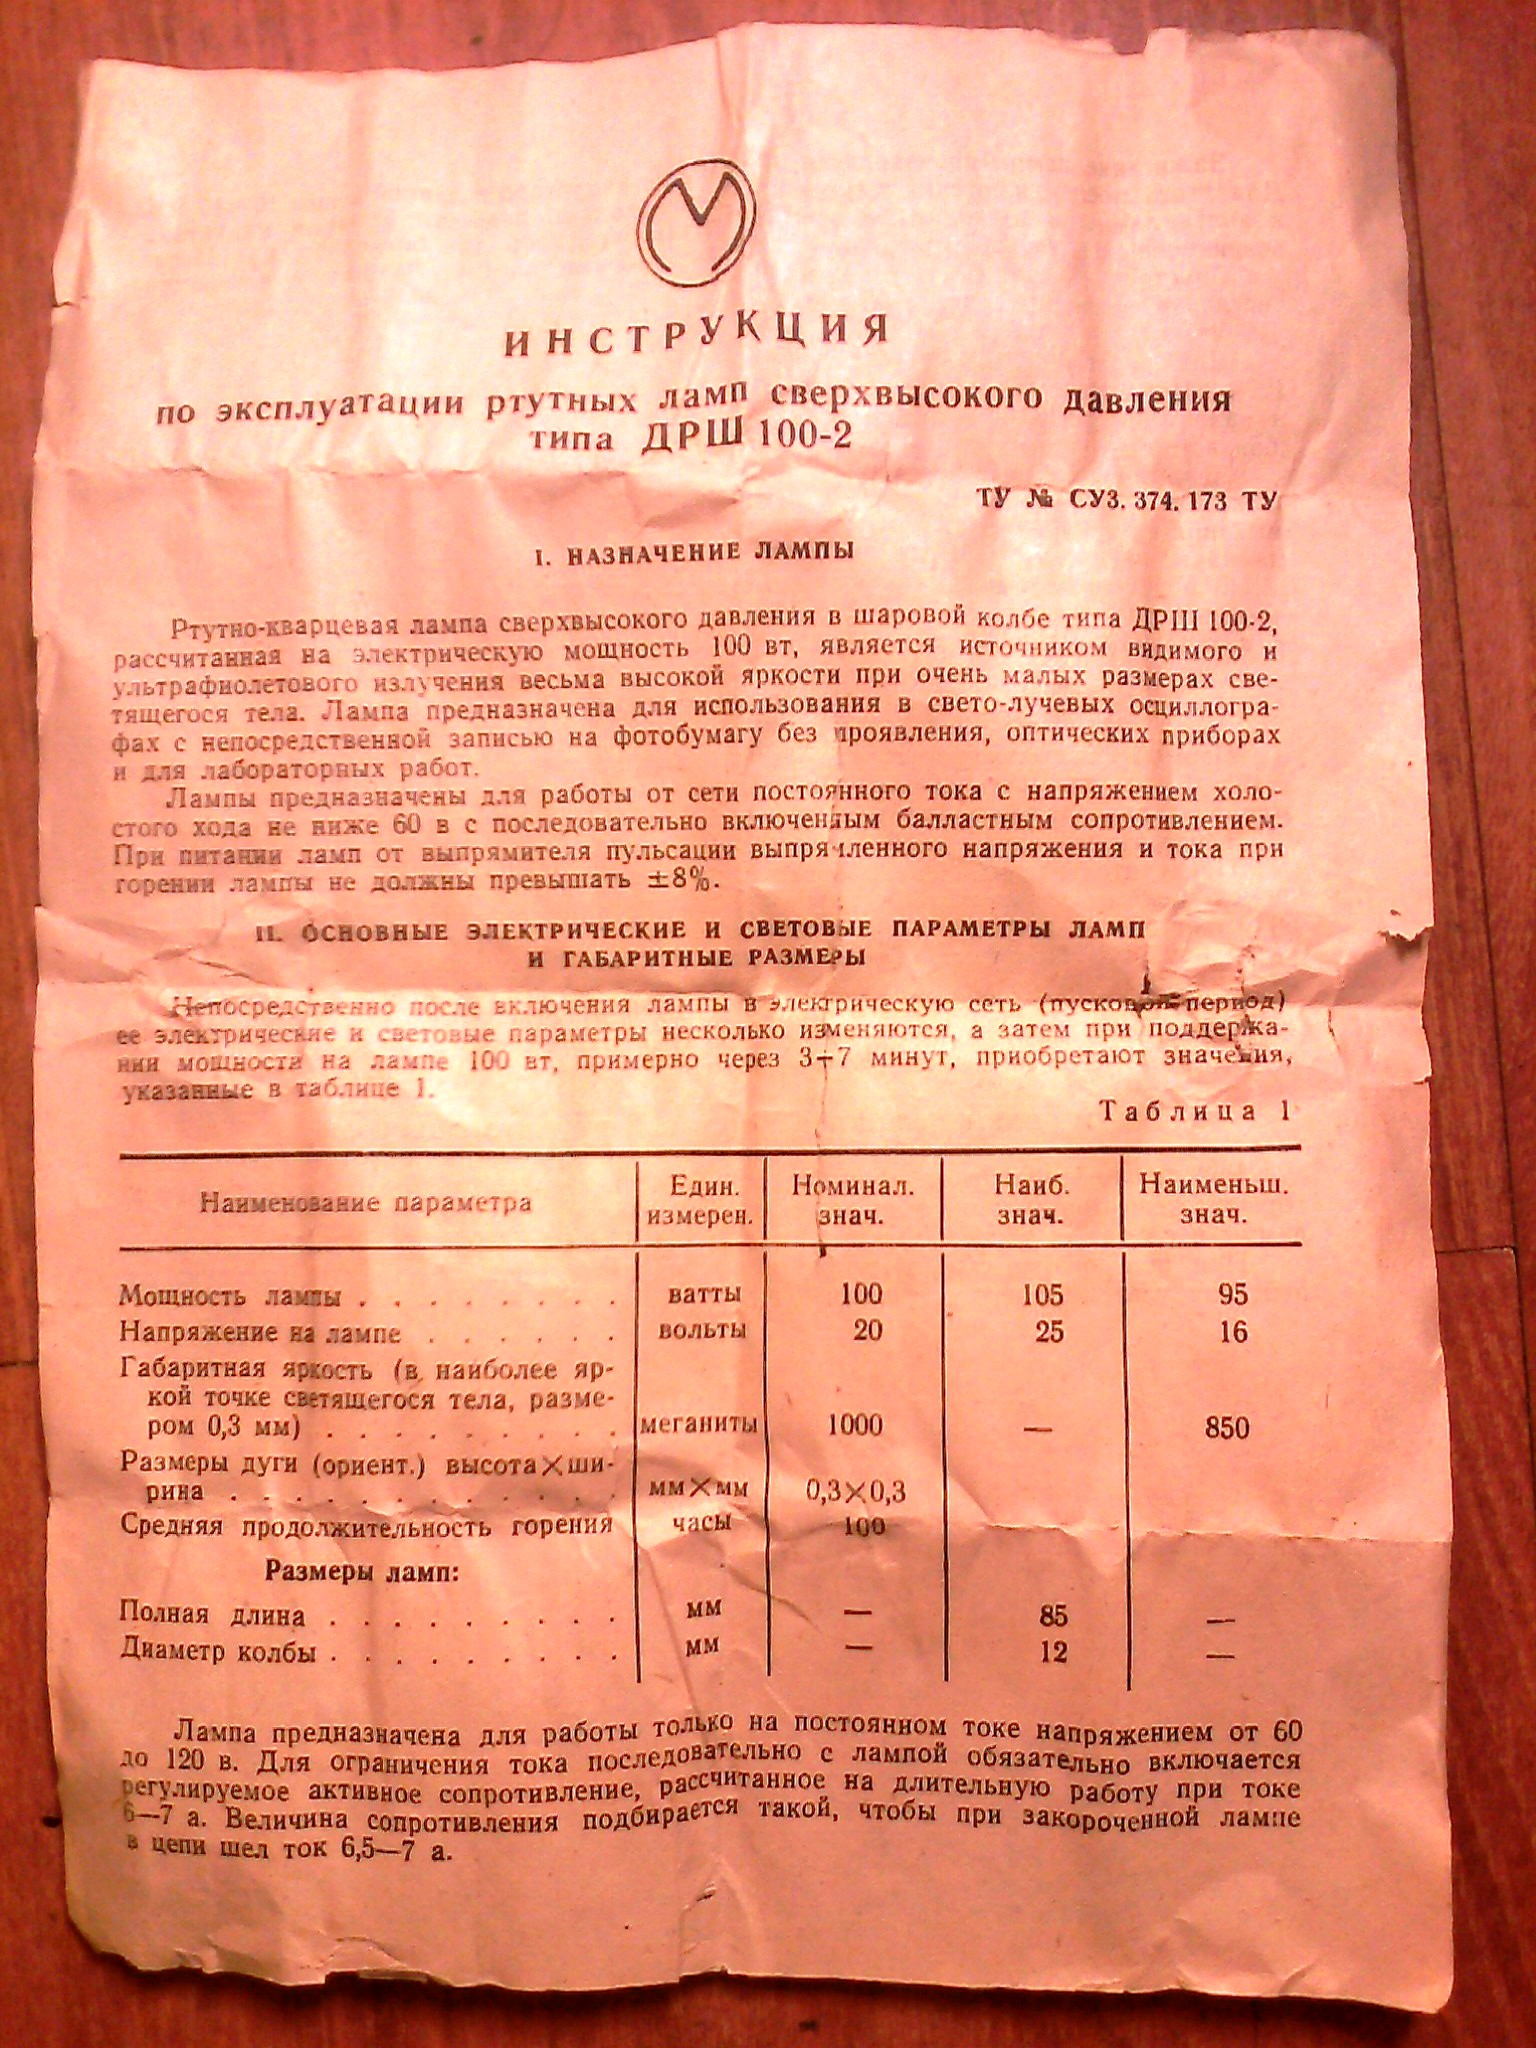 ИНСТРУКЦИЯ
по эксплуатации ртутных ламп сверхвысокого давления
типа ДРШ 100-2
ТУ № СУ3. 374. 173 ТУ
I. НАЗНАЧЕНИЕ ЛАМПЫ
Ртутно-кварцевая лампа сверхвысокого давления в шаровой колбе типа ДРШ 100-2,
рассчитанная на электрическую мощность 100 вт, является источником видимого и
ультрафиолетового излучения весьма высокой яркости при очень малых размерах све-
тящегося тела. Лампа предназначена для использования в свето-лучевых осциллогра-
фах с непосредственной записью на фотобумагу без проявления, оптических приборах
и для лабораторных работ.
Лампы предназначены для работы от сети постоянного тока с напряжением холо-
стого хода не ниже 60 в с последовательно включенным балластным сопротивлением.
При питании ламп от выпрямителя пульсации выпрямленного напряжения и тока при
горении лампы не должны превышать ±8%.
II. ОСНОВНЫЕ ЭЛЕКТРИЧЕСКИЕ И СВЕТОВЫЕ ПАРАМЕТРЫ ЛАМП
И ГАБАРИТНЫЕ РАЗМЕРЫ
Непосредственно после включения лампы в электрическую сеть (пусковой период)
ее электрические и световые параметры несколько изменяются, а затем при поддержа-
нии мощности на лампе 100 вт, примерно через 3÷7 минут, приобретают значения,
указанные в таблице 1.
Таблица 1
Наименование параметра Един. измерен. Номинал. знач. Наиб. знач. Наименьш. знач.
Мощность лампы . . . . . . . . ватты 100 105 95
Напряжение на лампе . . . . . . вольты 20 25 16
Габаритная яркость (в наиболее яр-
кой точке светящегося тела, разме-
ром 0,3 мм) . . . . . . . . . меганиты 1000 — 850
Размеры дуги (ориент.) высота×ши-
рина . . . . . . . . . . . . мм×мм 0,3×0,3
Средняя продолжительность горения часы 100
Размеры ламп:
Полная длина . . . . . . . . . мм — 85 —
Диаметр колбы . . . . . . . . . мм — 12 —
Лампа предназначена для работы только на постоянном токе напряжением от 60
до 120 в. Для ограничения тока последовательно с лампой обязательно включается
регулируемое активное сопротивление, рассчитанное на длительную работу при токе
6—7 а. Величина сопротивления подбирается такой, чтобы при закороченной лампе
в цепи шел ток 6,5—7 а.